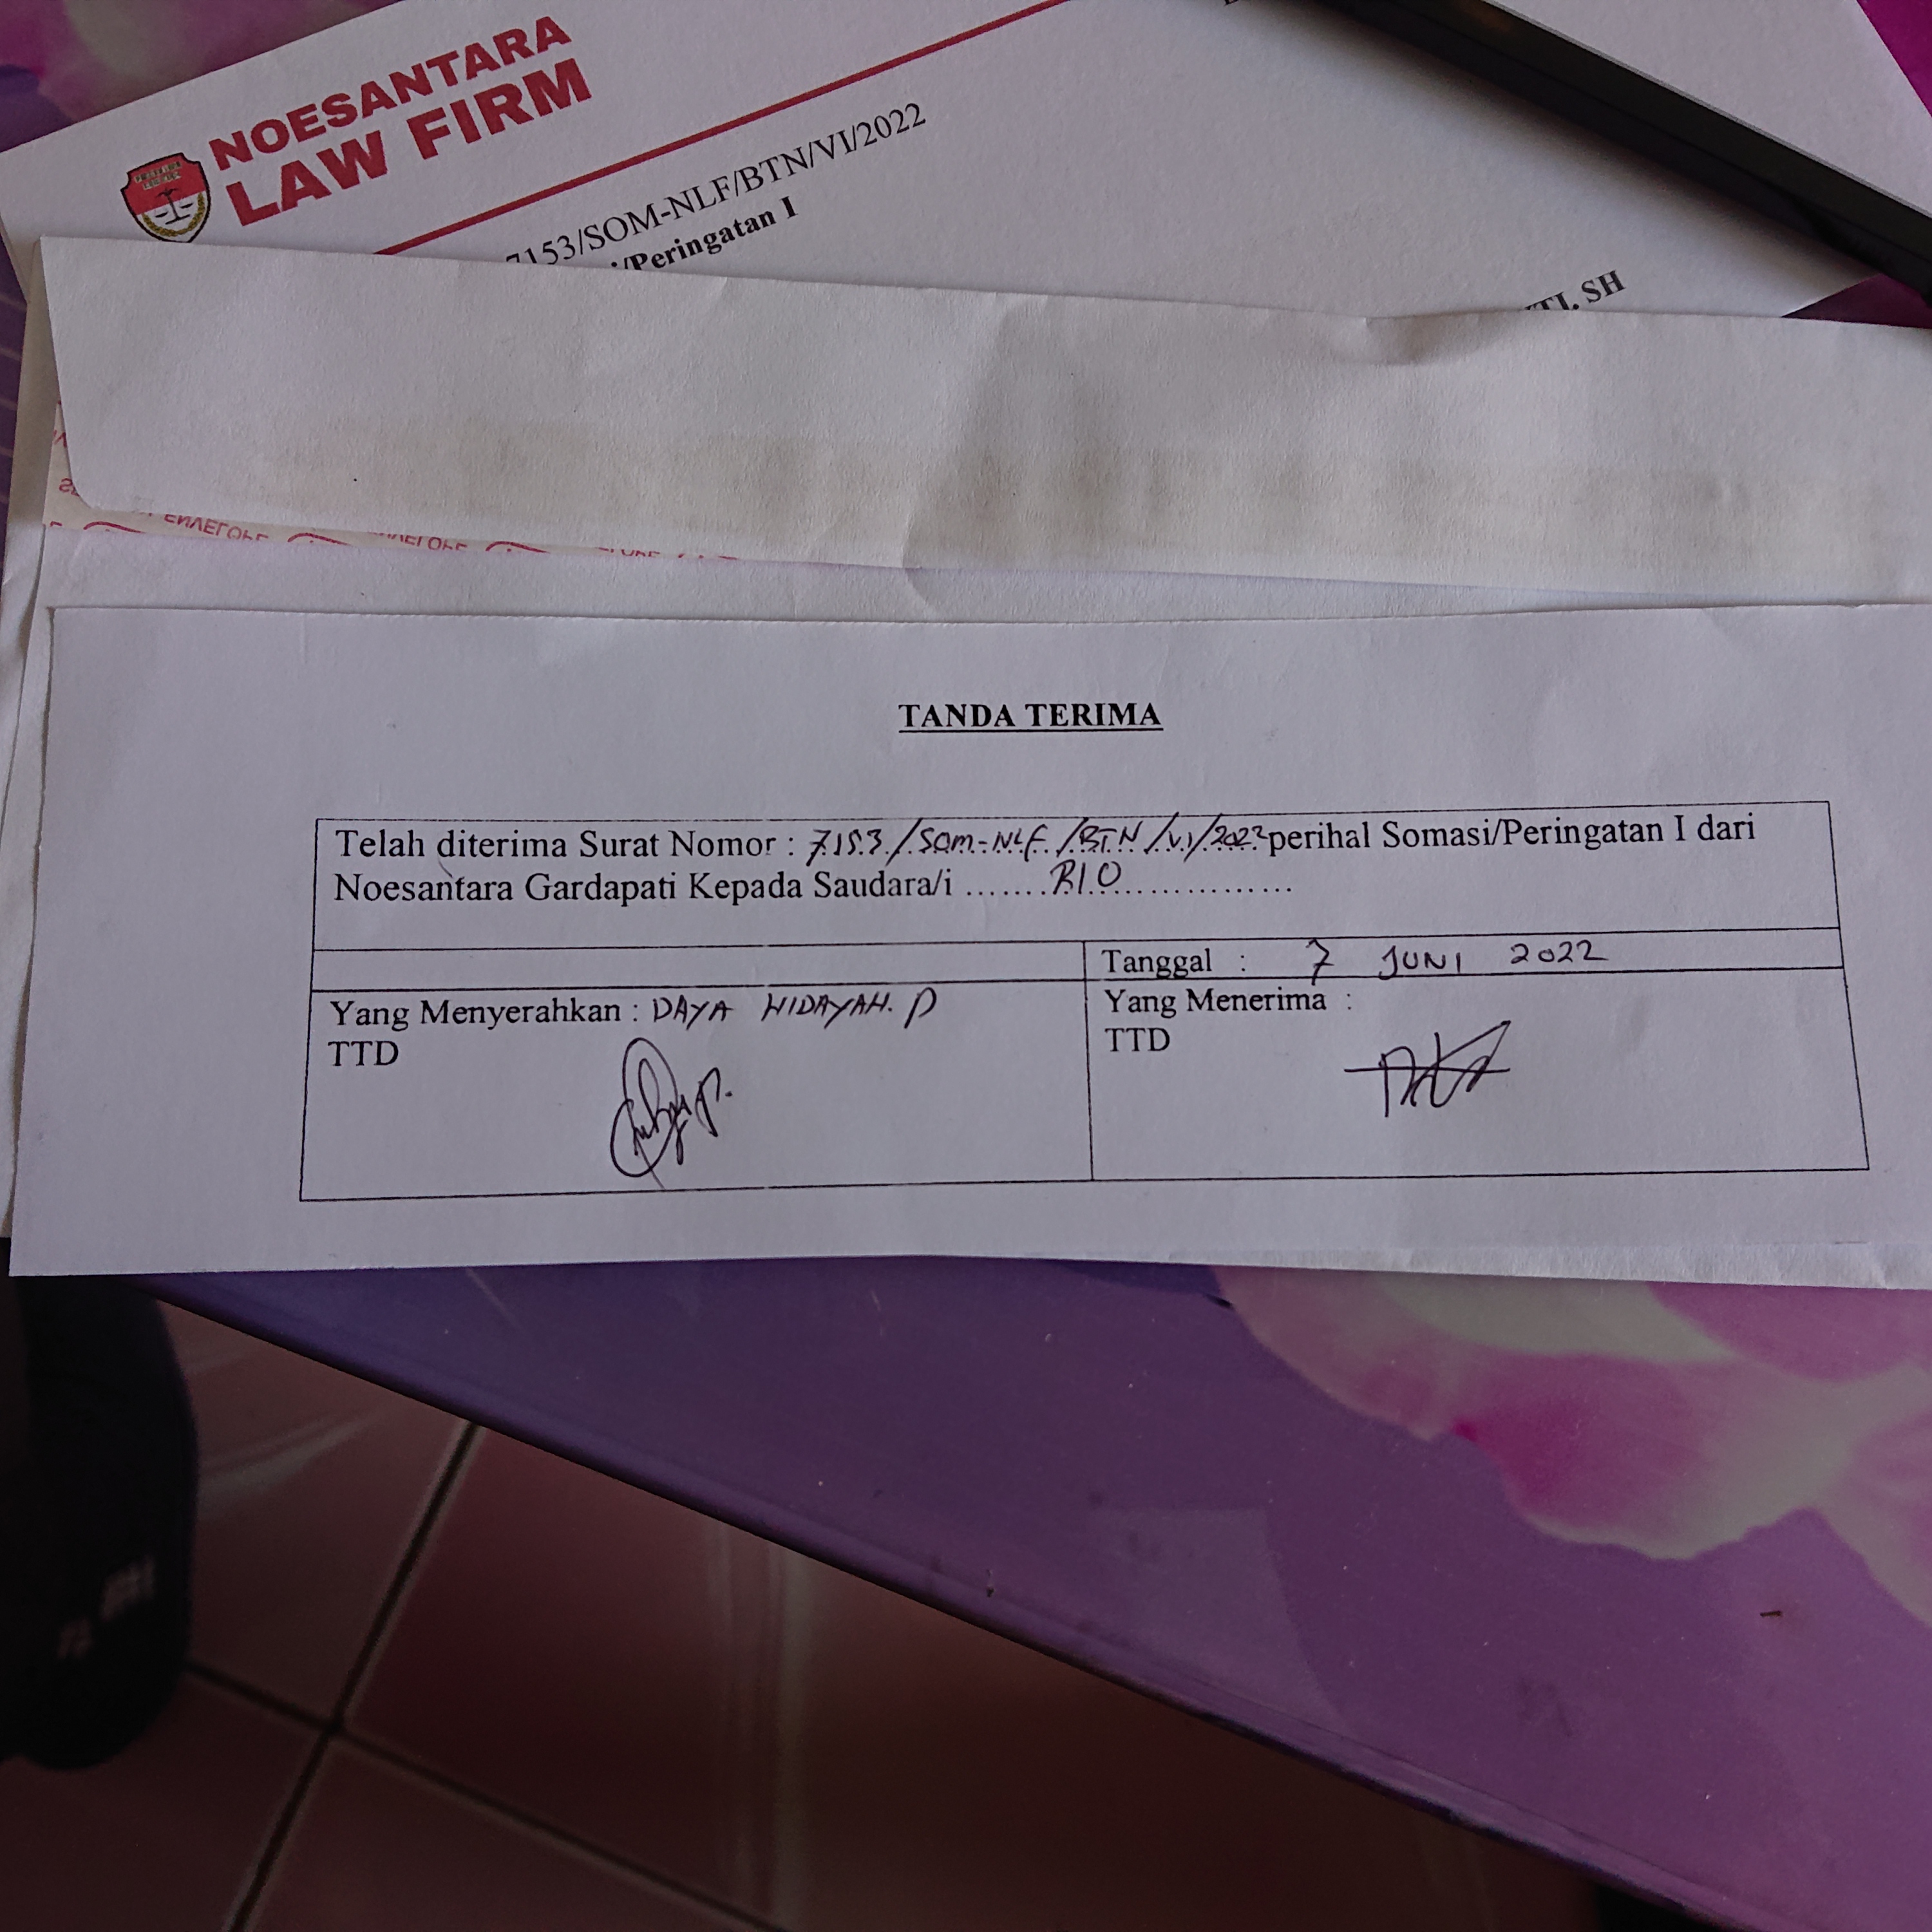 NOESANTARA
LAW FIRM
7153/SOM-NLF/BTN/VI/2022
/Peringatan I
SH
TANDA TERIMA
Telah diterima Surat Nomor : 7153/SOM-NLF/BTN/VI/2022 perihal Somasi/Peringatan I dari
Noesantara Gardapati Kepada Saudara/i .......RIO................
Tanggal : 7 JUNI 2022
Yang Menyerahkan : DAYA HIDAYAH. P
TTD
Yang Menerima :
TTD